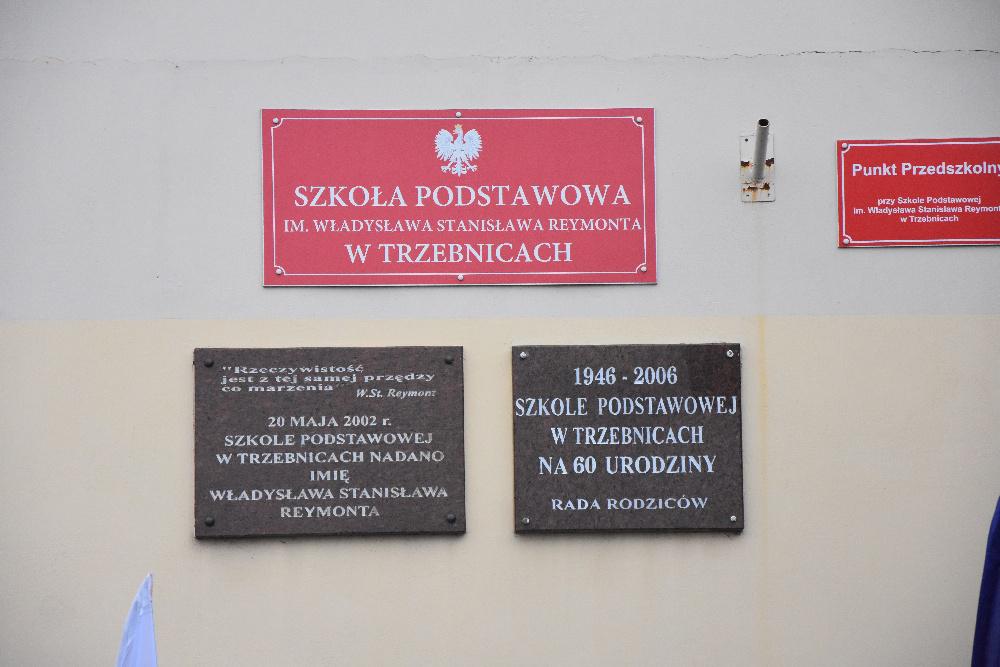 SZKOŁA PODSTAWOWA
IM. WŁADYSŁAWA STANISŁAWA REYMONTA
W TRZEBNICACH
Punkt Przedszkolny
przy Szkole Podstawowej
im. Władysława Stanisława Reymonta
w Trzebnicach
"Rzeczywistość
jest z tej samej przędzy
co marzenia"
W.St. Reymont
20 MAJA 2002 r.
SZKOLE PODSTAWOWEJ
W TRZEBNICACH NADANO
IMIĘ
WŁADYSŁAWA STANISŁAWA
REYMONTA
1946 - 2006
SZKOLE PODSTAWOWEJ
W TRZEBNICACH
NA 60 URODZINY
RADA RODZICÓW